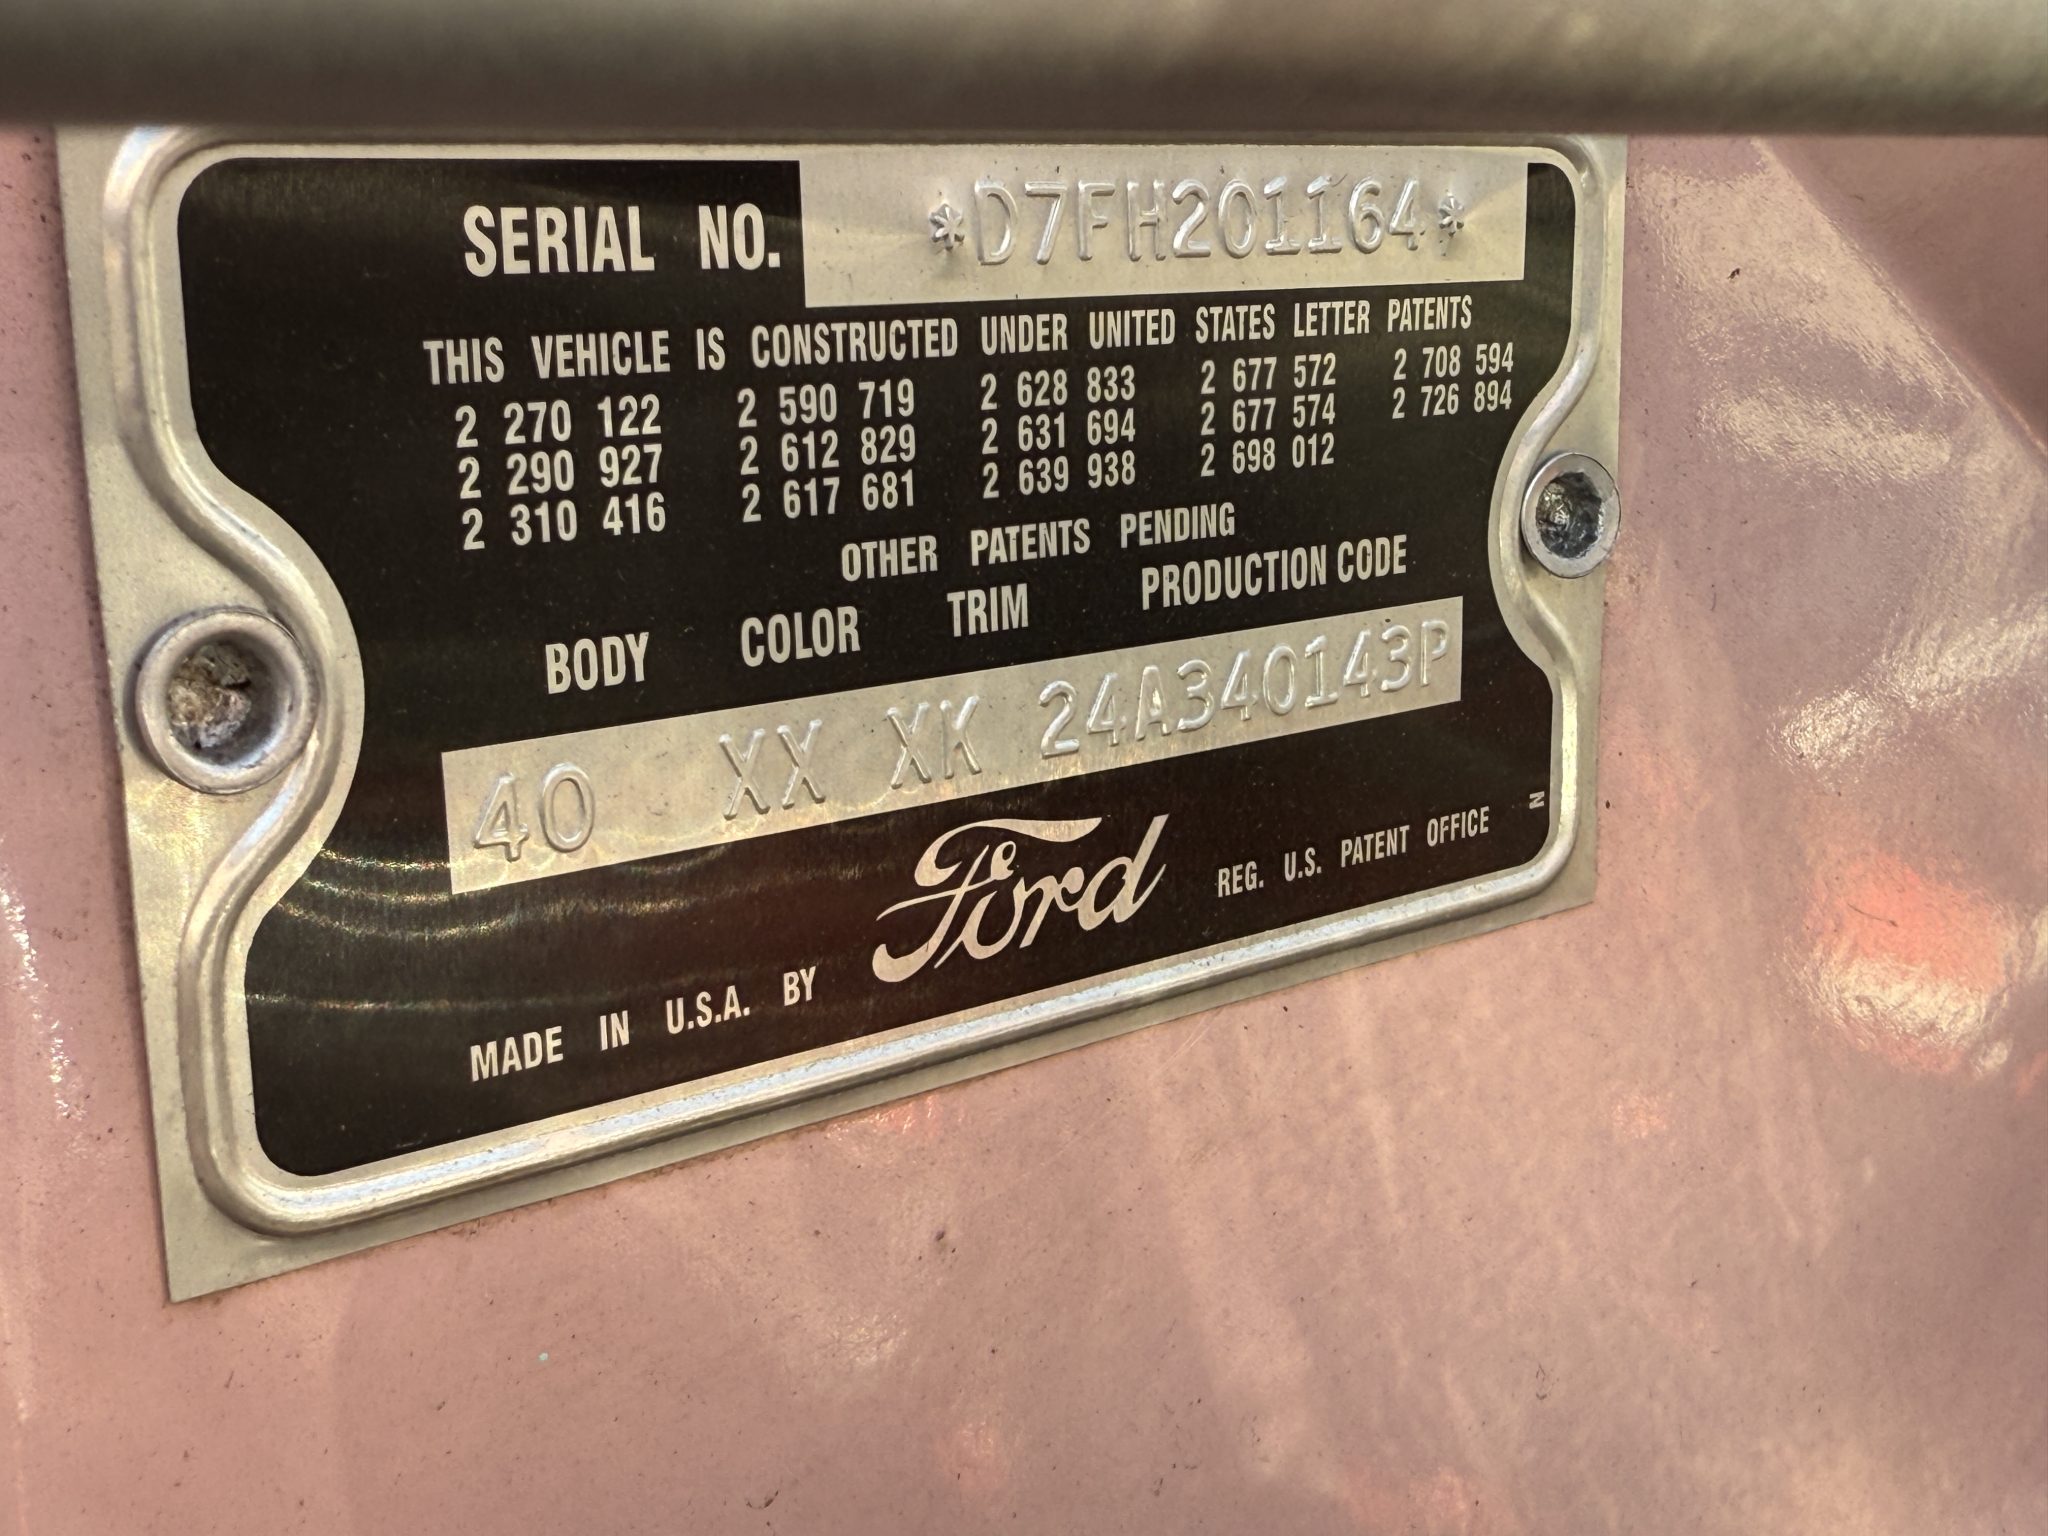 SERIAL NO. *D7FH201164*
THIS VEHICLE IS CONSTRUCTED UNDER UNITED STATES LETTER PATENTS
2 270 122 2 590 719 2 628 833 2 677 572 2 708 594
2 290 927 2 612 829 2 631 694 2 677 574 2 726 894
2 310 416 2 617 681 2 639 938 2 698 012
OTHER PATENTS PENDING
BODY COLOR TRIM PRODUCTION CODE
40 XX XK 24A340143P
MADE IN U.S.A. BY Ford REG. U.S. PATENT OFFICE N